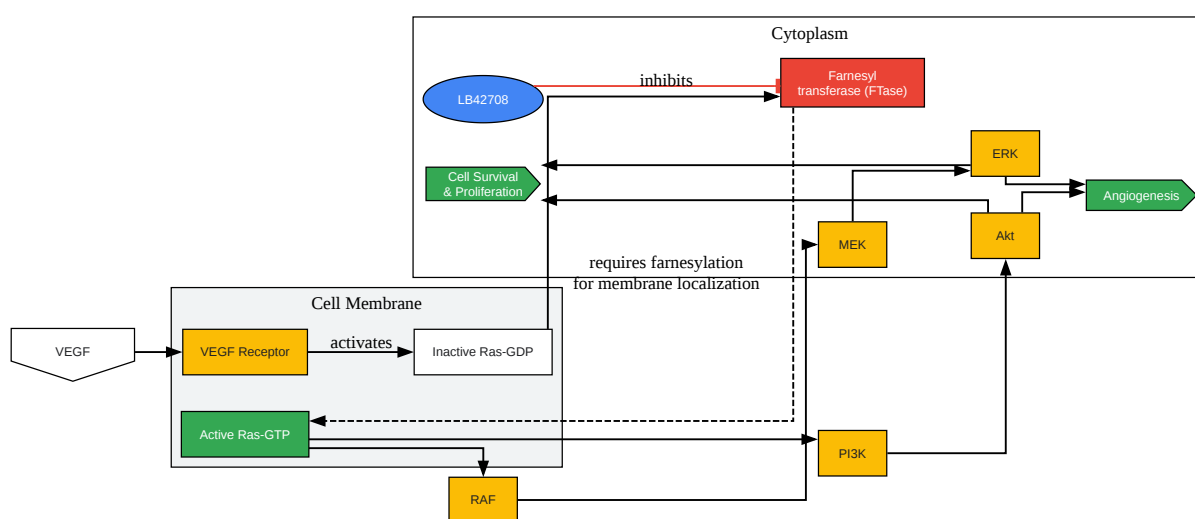 Cytoplasm
LB42708
inhibits
Farnesyl
transferase (FTase)
ERK
Cell Survival
& Proliferation
Angiogenesis
MEK
Akt
requires farnesylation
for membrane localization
Cell Membrane
VEGF
VEGF Receptor
activates
Inactive Ras-GDP
Active Ras-GTP
PI3K
RAF